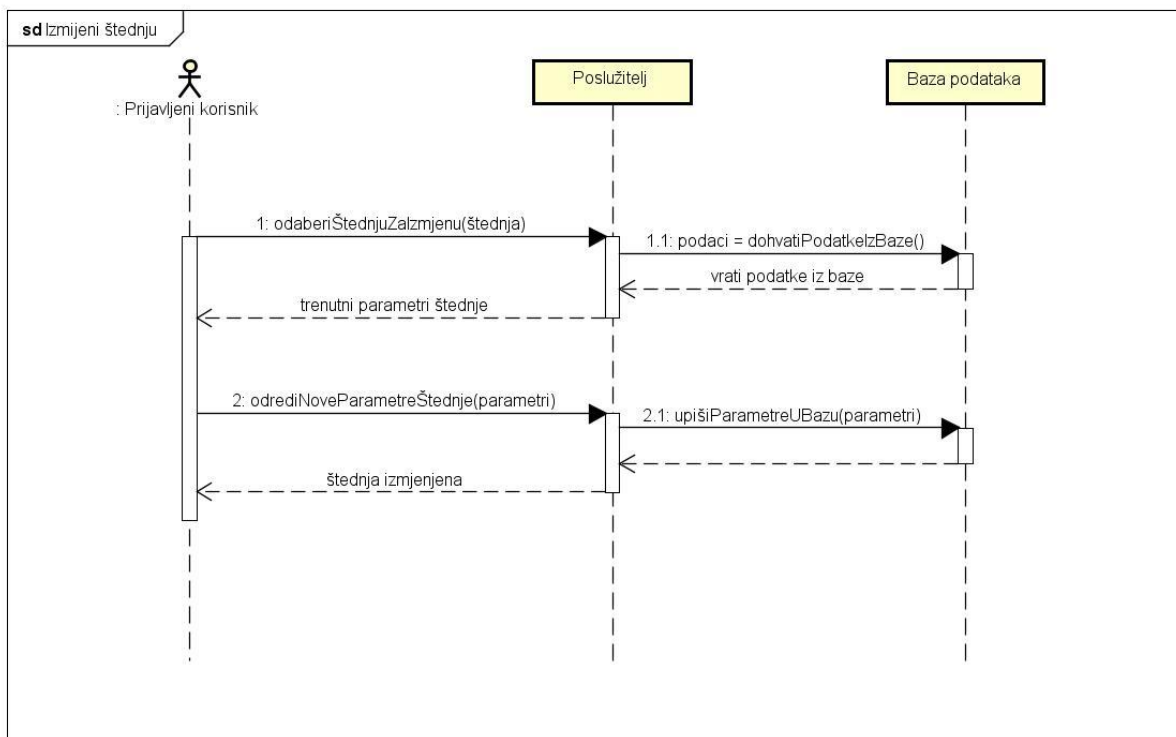 sd Izmijeni štednju
: Prijavljeni korisnik
Poslužitelj
Baza podataka
1: odaberiŠtednjuZaIzmjenu(štednja)
1.1: podaci = dohvatiPodatkeIzBaze()
vrati podatke iz baze
trenutni parametri štednje
2: odrediNoveParametreŠtednje(parametri)
2.1: upišiParametreUBazu(parametri)
štednja izmjenjena